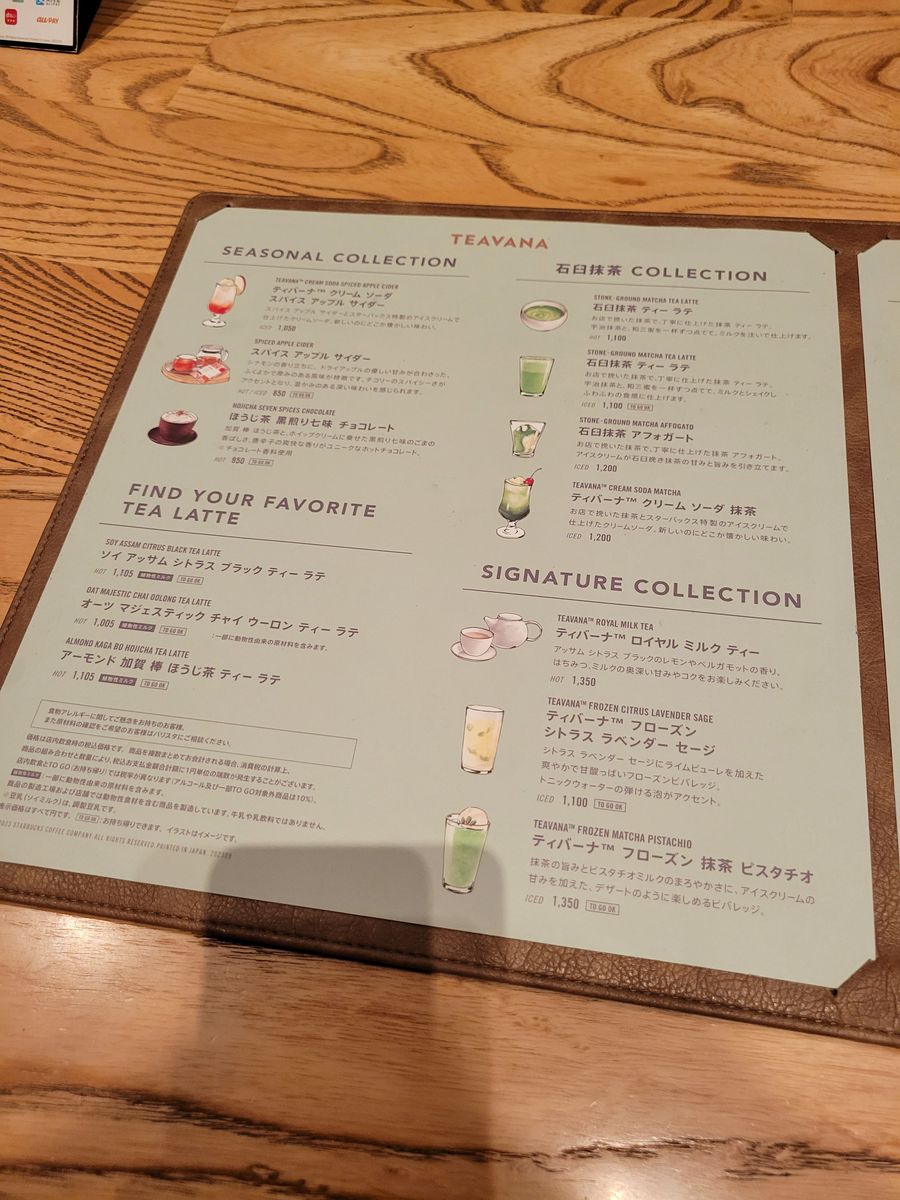 ALL PAY
TEAVANA
SEASONAL COLLECTION
TEAVANA™ CREAM SODA SPICED APPLE CIDER
ティバーナ™ クリーム ソーダ
スパイス アップル サイダー
スパイス アップル サイダーとスターバックス特製のアイスクリームで
仕上げたクリームソーダ。新しいのにどこか懐かしい味わい。
ICED 1,050
SPICED APPLE CIDER
スパイス アップル サイダー
シナモンの香り立ちに、ドライアップルの優しい甘みが合わさった、
ふくよかで厚みのある風味が特徴です。チコリーのスパイシーさが
アクセントとなり、温かみのある深い味わいを感じられます。
HOT / ICED 850 TO GO OK
HOJICHA SEVEN SPICES CHOCOLATE
ほうじ茶 黒煎り七味 チョコレート
加賀 棒 ほうじ茶と、ホイップクリームに乗せた黒煎り七味のごまの
香ばしさ、唐辛子の爽快な香りがユニークなホットチョコレート。
※チョコレート香料使用
HOT 850 TO GO OK
FIND YOUR FAVORITE
TEA LATTE
SOY ASSAM CITRUS BLACK TEA LATTE
ソイ アッサム シトラス ブラック ティー ラテ
HOT 1,105 植物性ミルク TO GO OK
OAT MAJESTIC CHAI OOLONG TEA LATTE
オーツ マジェスティック チャイ ウーロン ティー ラテ
HOT 1,005 植物性ミルク TO GO OK :一部に動物性由来の原材料を含みます。
ALMOND KAGA BO HOJICHA TEA LATTE
アーモンド 加賀 棒 ほうじ茶 ティー ラテ
HOT 1,105 植物性ミルク TO GO OK
食物アレルギーに関してご懸念をお持ちのお客様、
また原材料の確認をご希望のお客様はバリスタにご相談ください。
価格は店内飲食時の税込価格です。商品を複数まとめてお会計される場合、消費税の計算上、
商品の組み合わせと数量により、税込お支払金額合計額に1円単位の端数が発生することがございます。
店内飲食とTO GO(お持ち帰り)では税率が異なります(アルコール及び一部TO GO対象外商品は10%)。
植物性ミルク :一部に動物性由来の原材料を含みます。
商品の製造工場および店舗では動物性食材を含む商品を製造しています。牛乳や乳飲料ではありません。
※豆乳(ソイミルク)は、調製豆乳です。
表示価格はすべて円です。 TO GO OK :お持ち帰りできます。 イラストはイメージです。
2023 STARBUCKS COFFEE COMPANY. ALL RIGHTS RESERVED. PRINTED IN JAPAN. 202309
石臼抹茶 COLLECTION
STONE-GROUND MATCHA TEA LATTE
石臼抹茶 ティー ラテ
お店で挽いた抹茶で、丁寧に仕上げた抹茶 ティー ラテ。
宇治抹茶と、和三蜜を一杯ずつ点てて、ミルクを注いで仕上げます。
HOT 1,100
STONE-GROUND MATCHA TEA LATTE
石臼抹茶 ティー ラテ
お店で挽いた抹茶で、丁寧に仕上げた抹茶 ティー ラテ。
宇治抹茶と、和三蜜を一杯ずつ点てて、ミルクとシェイクし
ふわふわの食感に仕上げます。
ICED 1,100 TO GO OK
STONE-GROUND MATCHA AFFOGATO
石臼抹茶 アフォガート
お店で挽いた抹茶で、丁寧に仕上げた抹茶 アフォガート。
アイスクリームが石臼挽き抹茶の甘みと旨みを引き立てます。
ICED 1,200
TEAVANA™ CREAM SODA MATCHA
ティバーナ™ クリーム ソーダ 抹茶
お店で挽いた抹茶とスターバックス特製のアイスクリームで
仕上げたクリームソーダ。新しいのにどこか懐かしい味わい。
ICED 1,200
SIGNATURE COLLECTION
TEAVANA™ ROYAL MILK TEA
ティバーナ™ ロイヤル ミルク ティー
アッサム シトラス ブラックのレモンやベルガモットの香り、
はちみつ、ミルクの奥深い甘みやコクをお楽しみください。
HOT 1,350
TEAVANA™ FROZEN CITRUS LAVENDER SAGE
ティバーナ™ フローズン
シトラス ラベンダー セージ
シトラス ラベンダー セージにライムピューレを加えた
爽やかで甘酸っぱいフローズンビバレッジ。
トニックウォーターの弾ける泡がアクセント。
ICED 1,100 TO GO OK
TEAVANA™ FROZEN MATCHA PISTACHIO
ティバーナ™ フローズン 抹茶 ピスタチオ
抹茶の旨みとピスタチオミルクのまろやかさに、アイスクリームの
甘みを加えた、デザートのように楽しめるビバレッジ。
ICED 1,350 TO GO OK